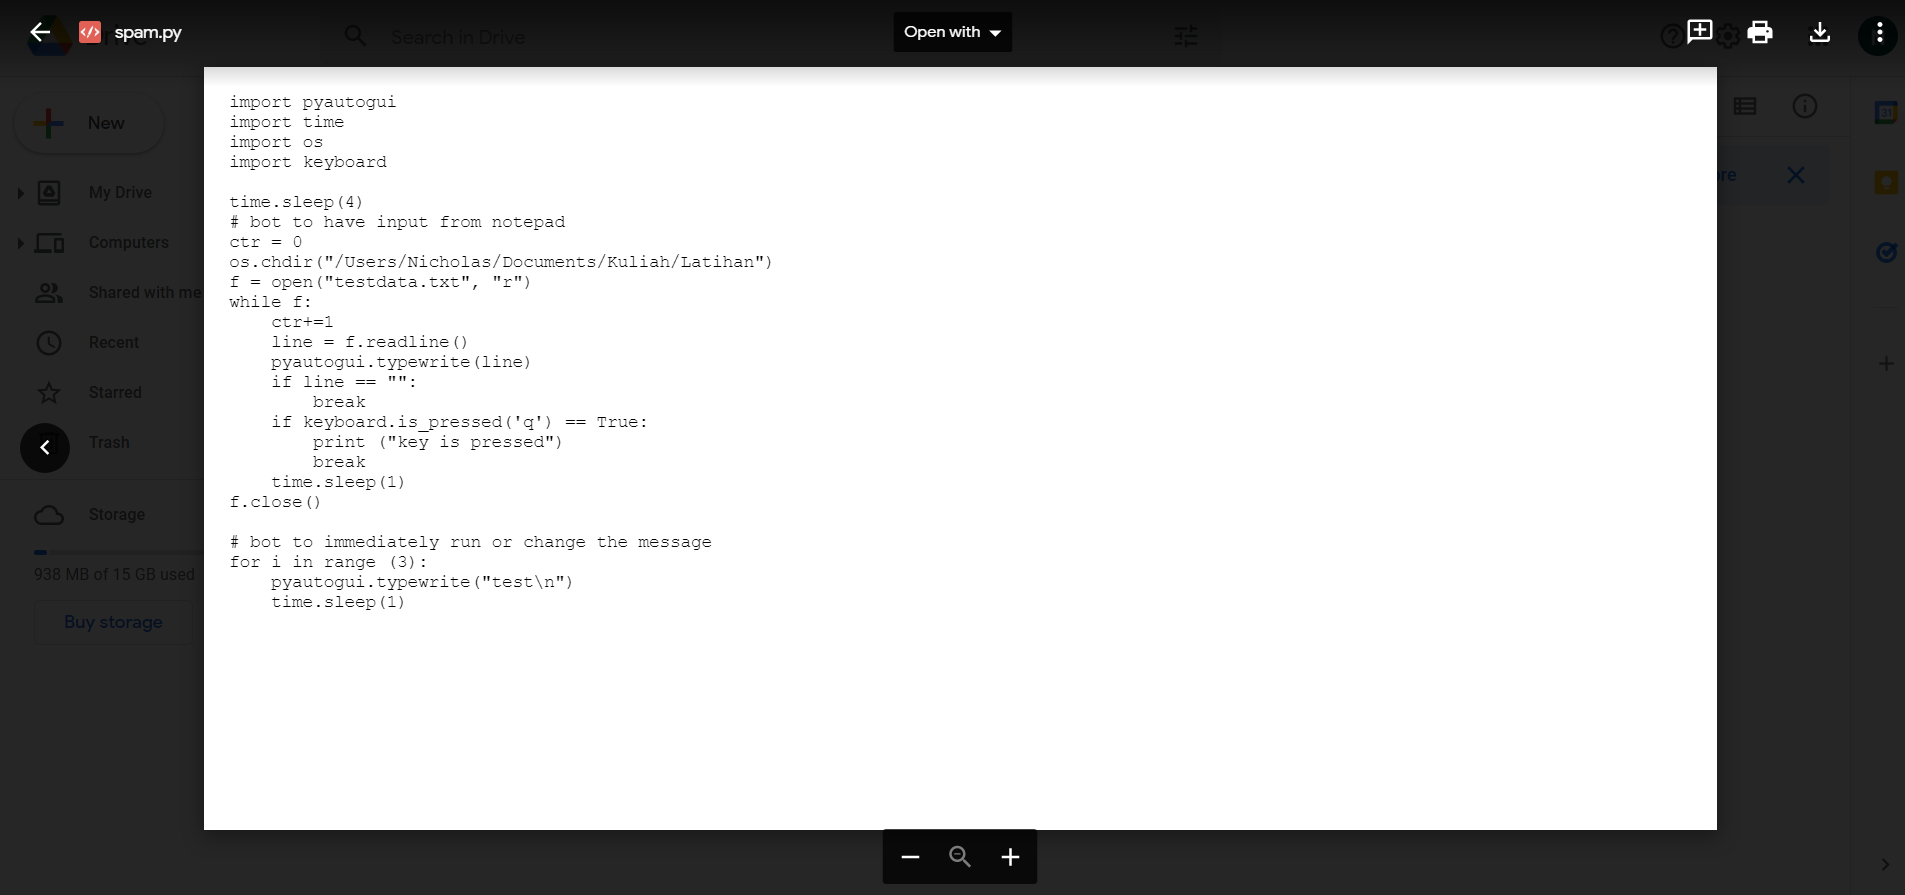 spam.py
Search in Drive
Open with
New
My Drive
Computers
Shared with me
Recent
Starred
Trash
Storage
938 MB of 15 GB used
Buy storage
import pyautogui
import time
import os
import keyboard
time.sleep(4)
# bot to have input from notepad
ctr = 0
os.chdir("/Users/Nicholas/Documents/Kuliah/Latihan")
f = open("testdata.txt", "r")
while f:
    ctr+=1
    line = f.readline()
    pyautogui.typewrite(line)
    if line == "":
        break
    if keyboard.is_pressed('q') == True:
        print ("key is pressed")
        break
    time.sleep(1)
f.close()
# bot to immediately run or change the message
for i in range (3):
    pyautogui.typewrite("test\n")
    time.sleep(1)
31